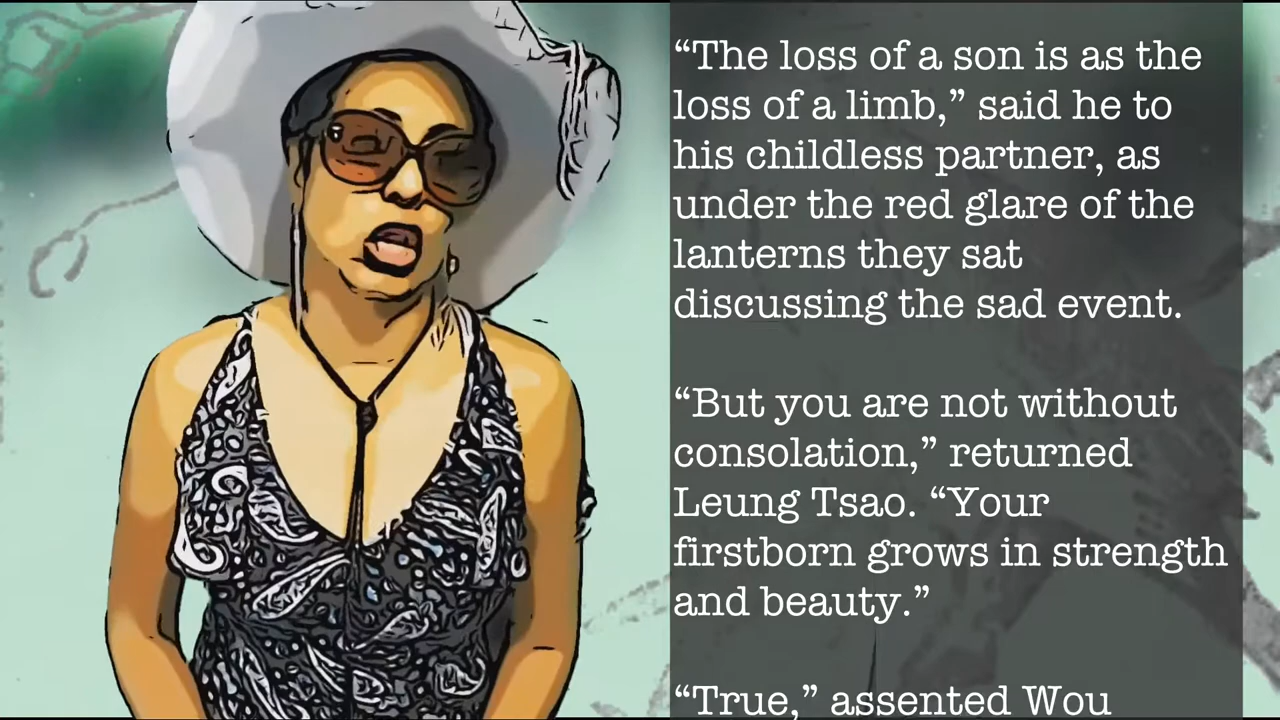 “The loss of a son is as the
loss of a limb,” said he to
his childless partner, as
under the red glare of the
lanterns they sat
discussing the sad event.
“But you are not without
consolation,” returned
Leung Tsao. “Your
firstborn grows in strength
and beauty.”
“True,” assented Wou